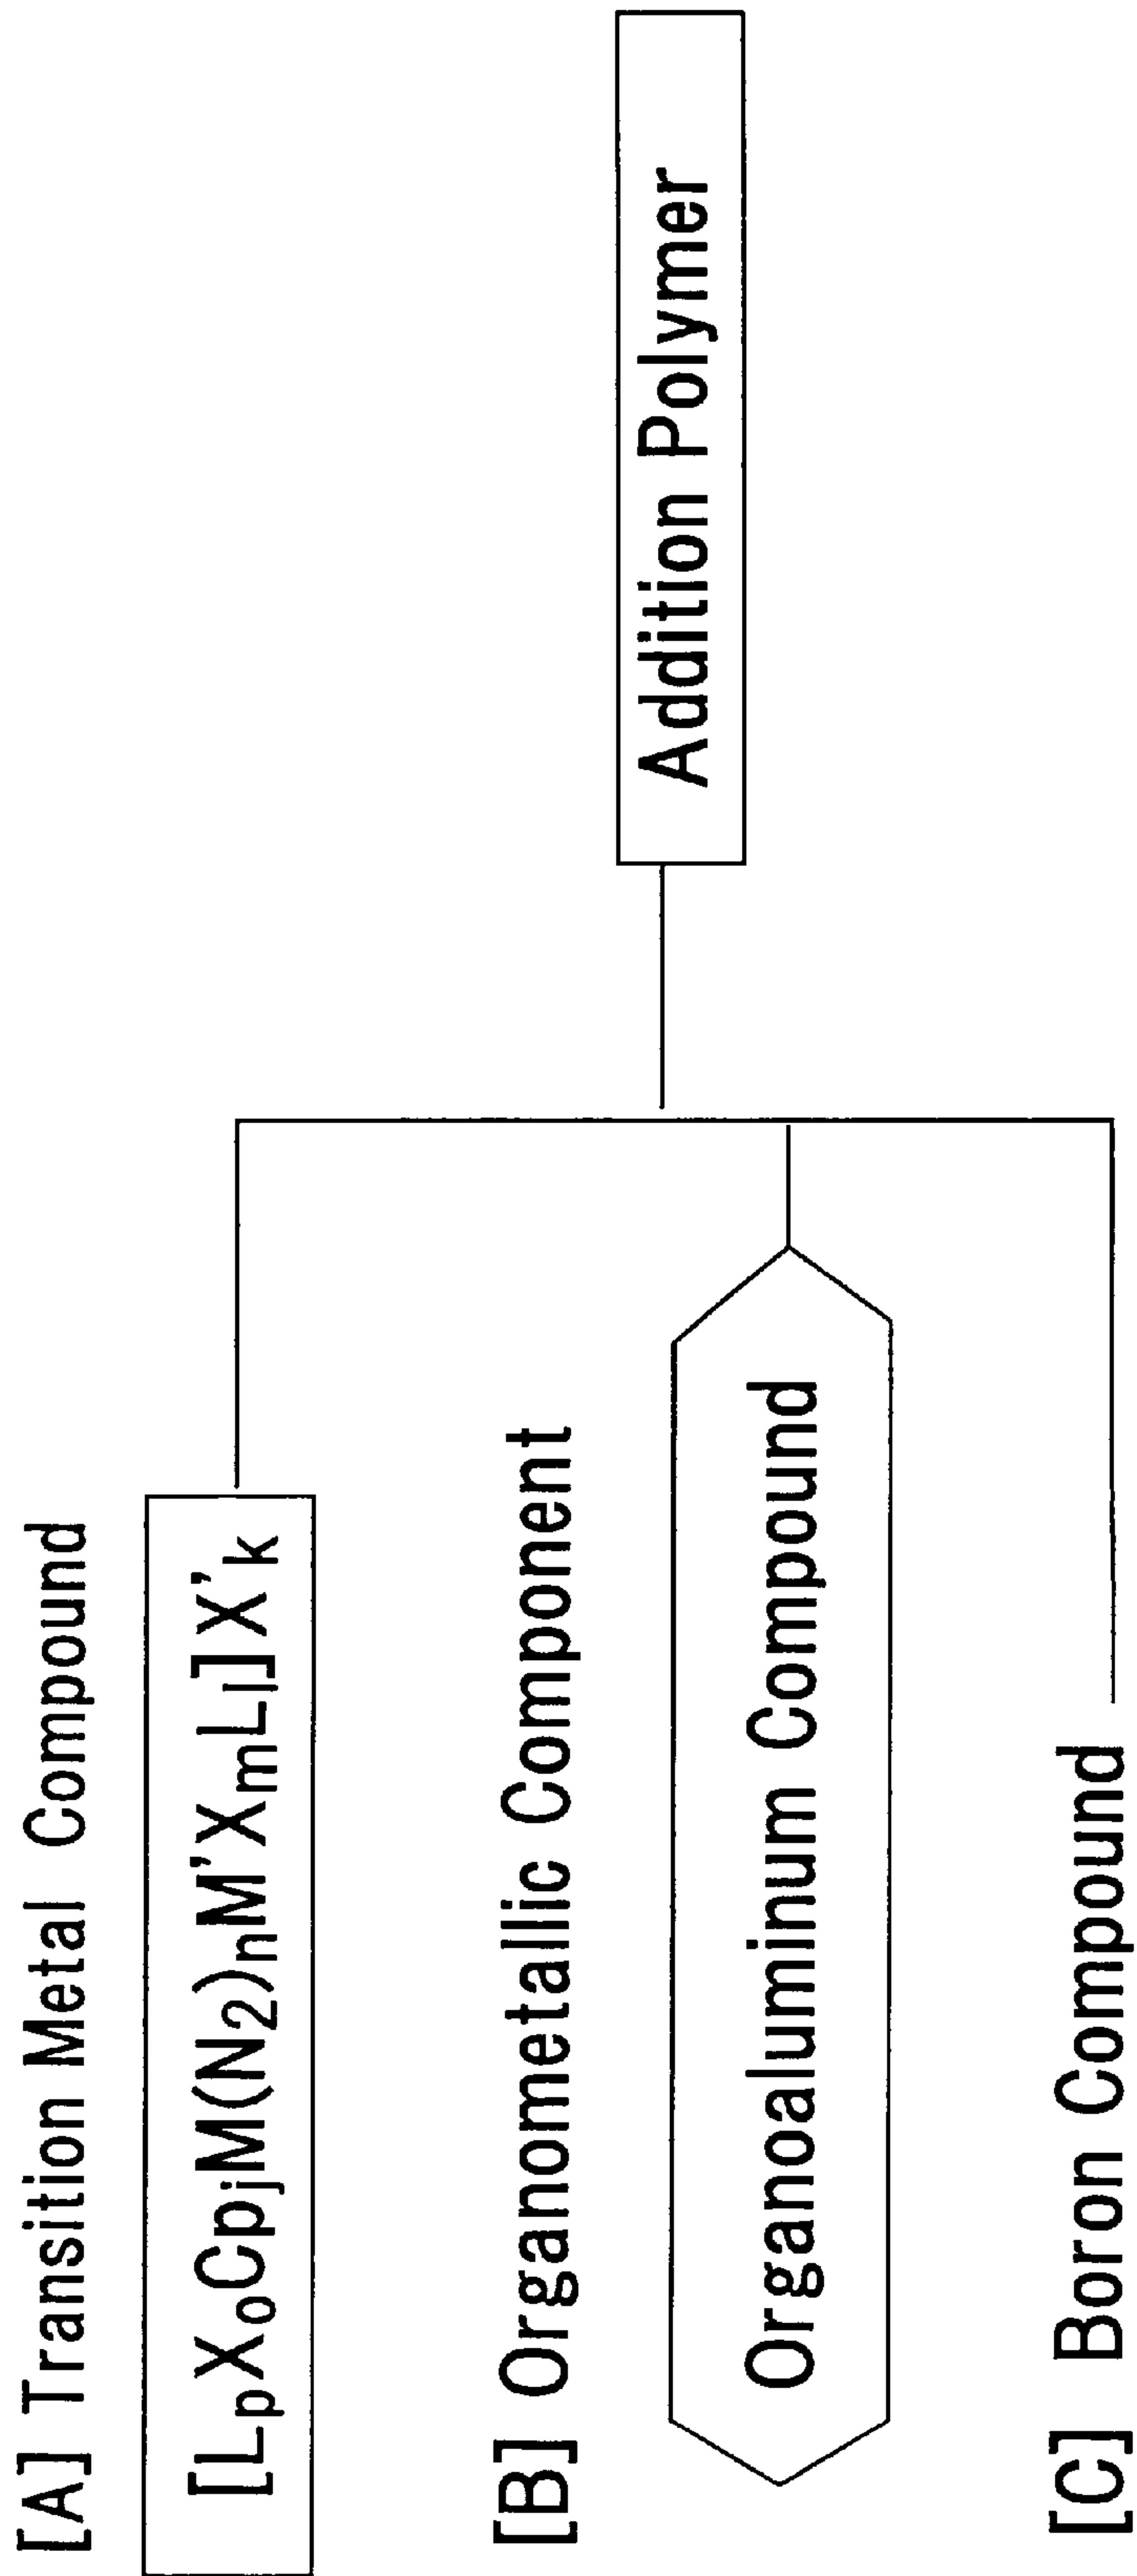 [A] Transition Metal Compound
[LpXoCpjM(N2)nM'XmLl]X'k
[B] Organometallic Component
Organoaluminum Compound
[C] Boron Compound
Addition Polymer